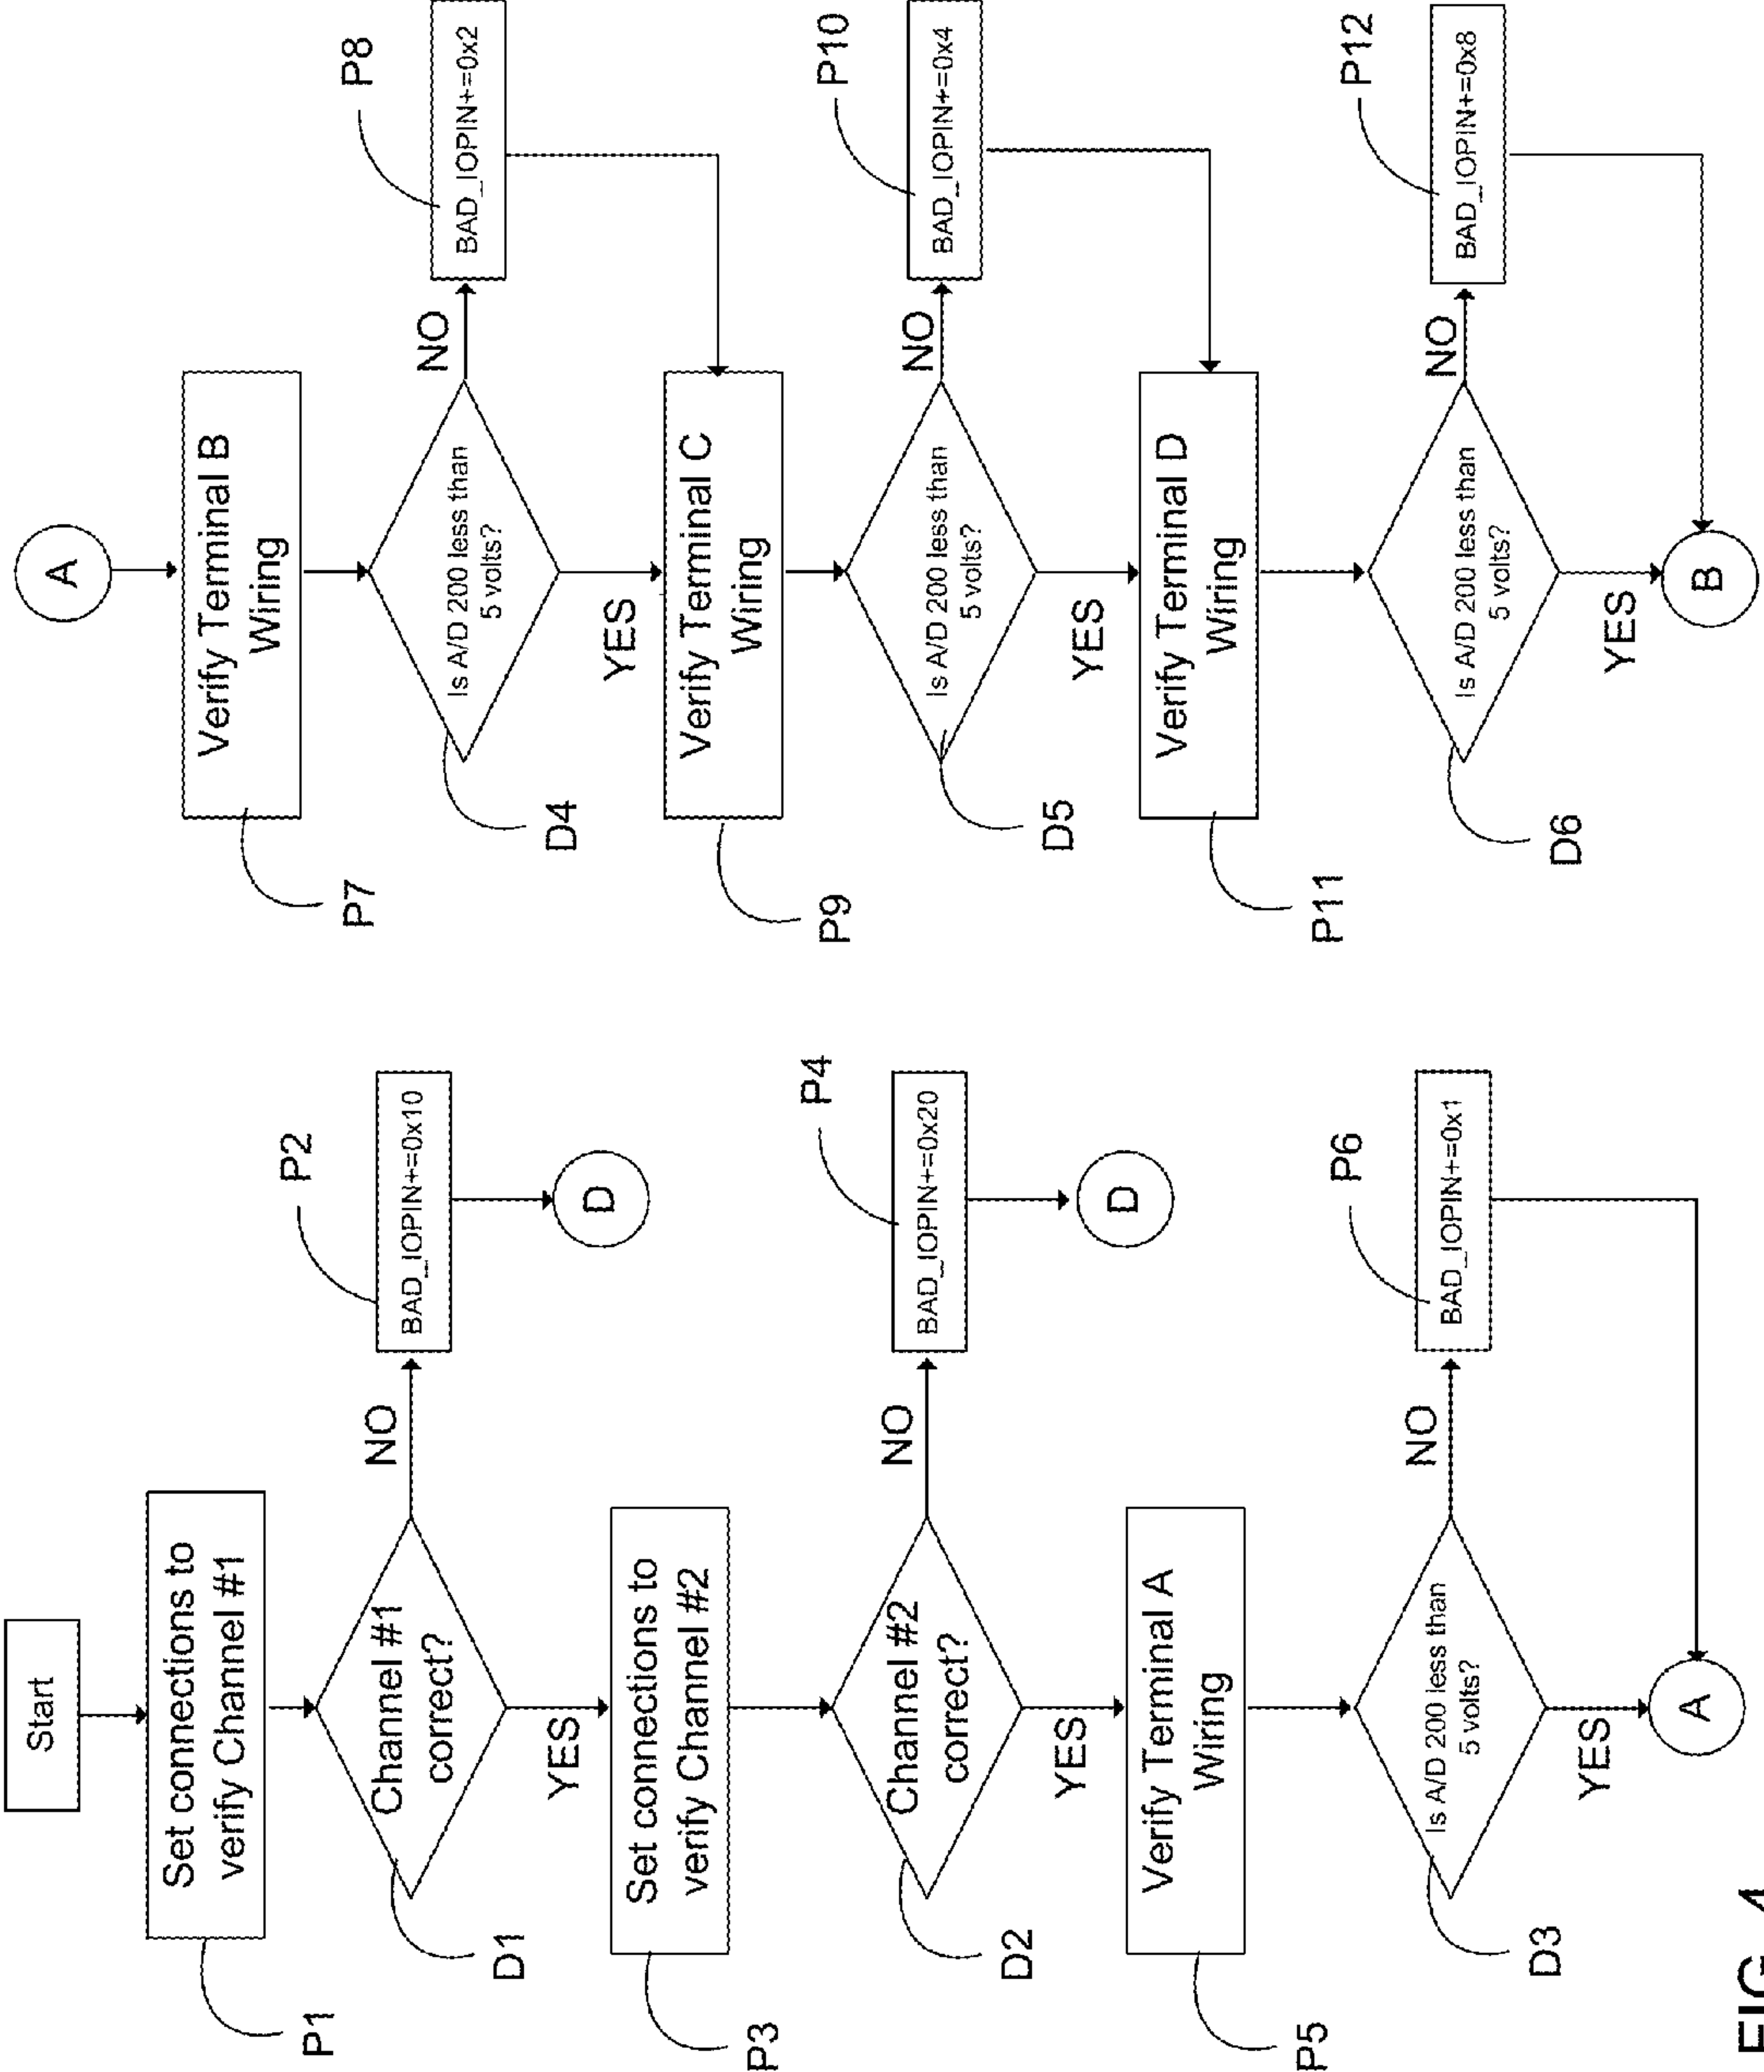 Start
Set connections to
verify Channel #1
P1
Channel #1
correct?
D1
NO
BAD_IOPIN+=0x10
P2
D
YES
Set connections to
verify Channel #2
P3
Channel #2
correct?
D2
NO
BAD_IOPIN+=0x20
P4
D
YES
Verify Terminal A
Wiring
P5
Is A/D 200 less than
5 volts?
D3
NO
BAD_IOPIN+=0x1
P6
YES
A
A
Verify Terminal B
Wiring
P7
Is A/D 200 less than
5 volts?
D4
NO
BAD_IOPIN+=0x2
P8
YES
Verify Terminal C
Wiring
P9
Is A/D 200 less than
5 volts?
D5
NO
BAD_IOPIN+=0x4
P10
YES
Verify Terminal D
Wiring
P11
Is A/D 200 less than
5 volts?
D6
NO
BAD_IOPIN+=0x8
P12
YES
B
FIG. 4